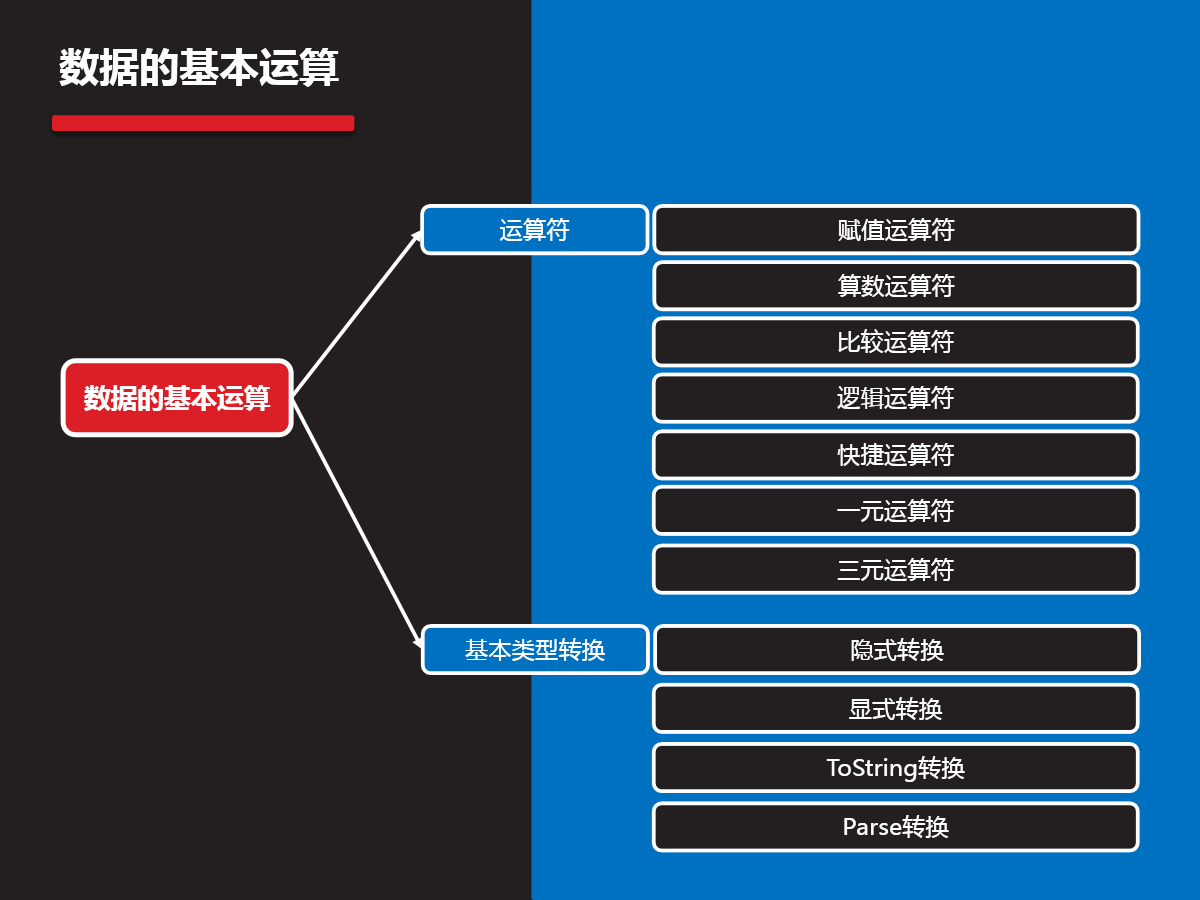 数据的基本运算
数据的基本运算
运算符
赋值运算符
算数运算符
比较运算符
逻辑运算符
快捷运算符
一元运算符
三元运算符
基本类型转换
隐式转换
显式转换
ToString转换
Parse转换